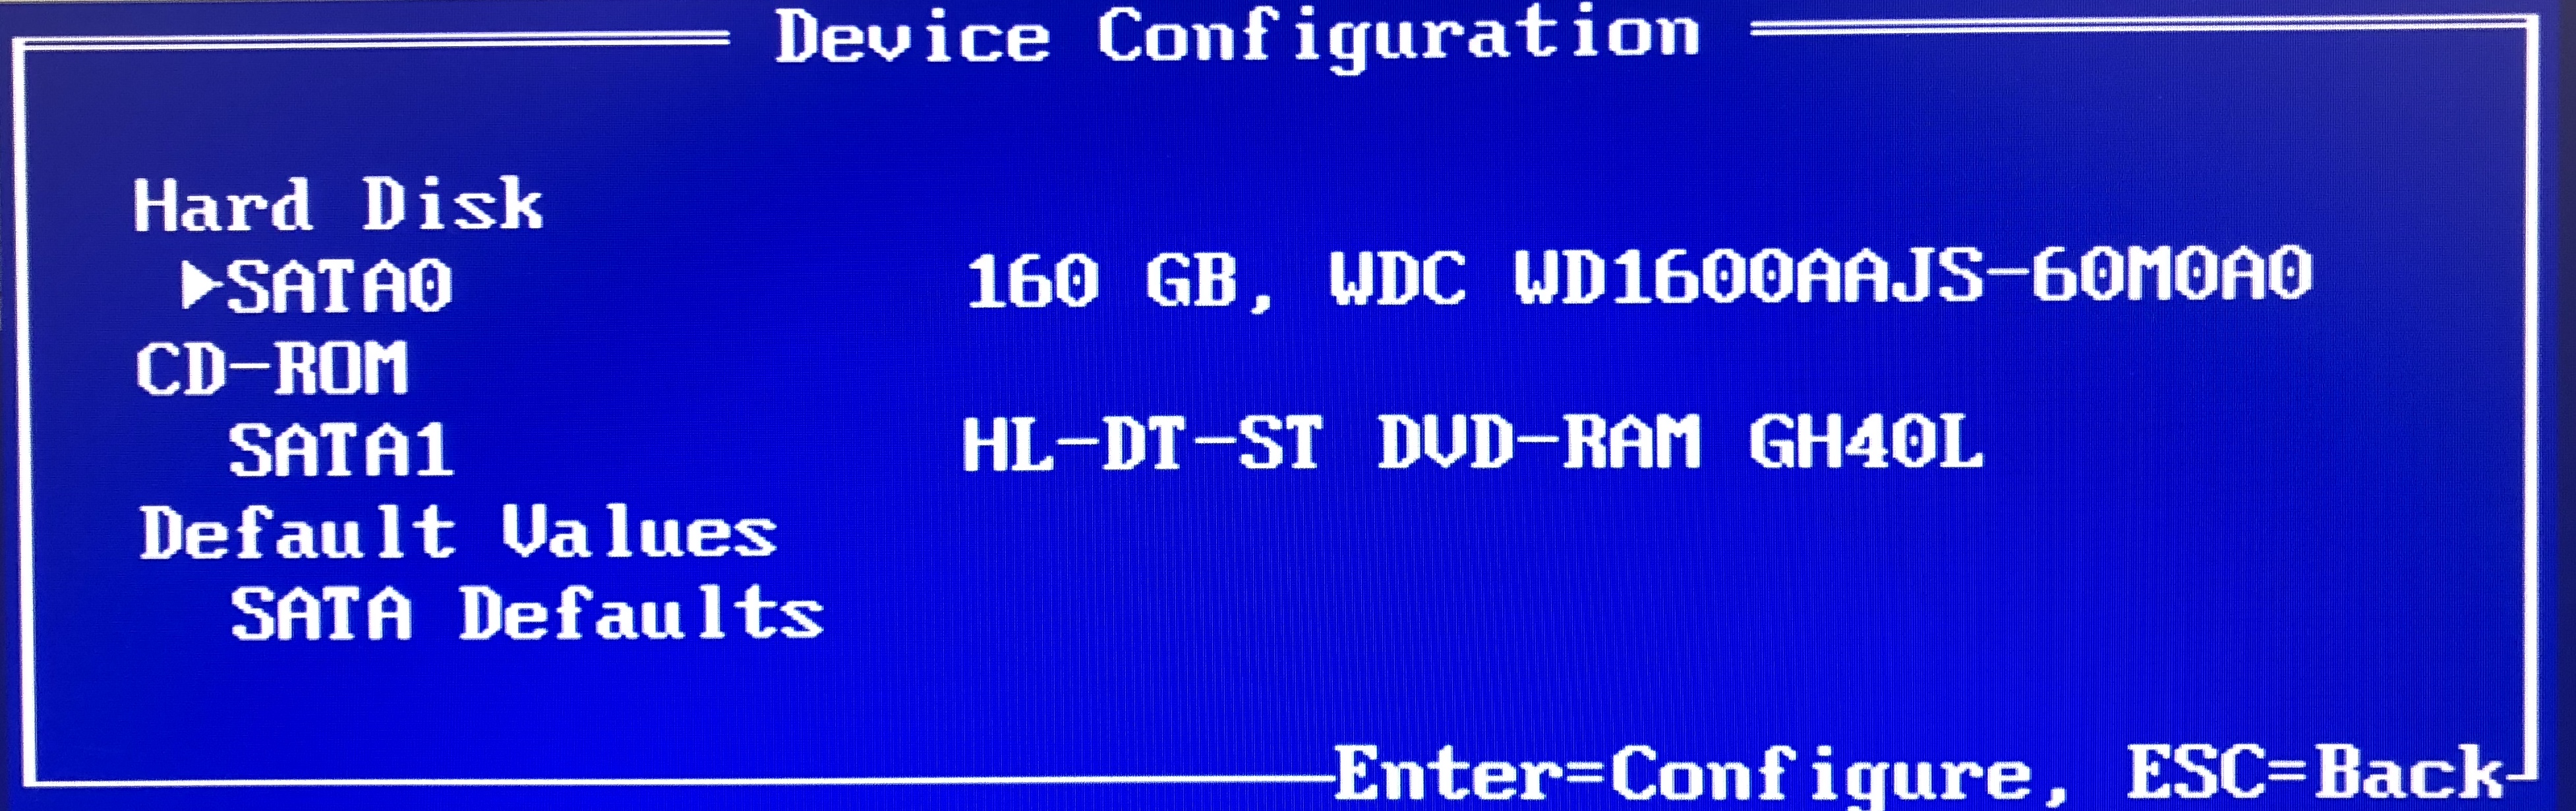 Device Configuration
Hard Disk
►SATA0 160 GB, WDC WD1600AAJS-60M0A0
CD-ROM
SATA1 HL-DT-ST DVD-RAM GH40L
Default Values
SATA Defaults
Enter=Configure, ESC=Back